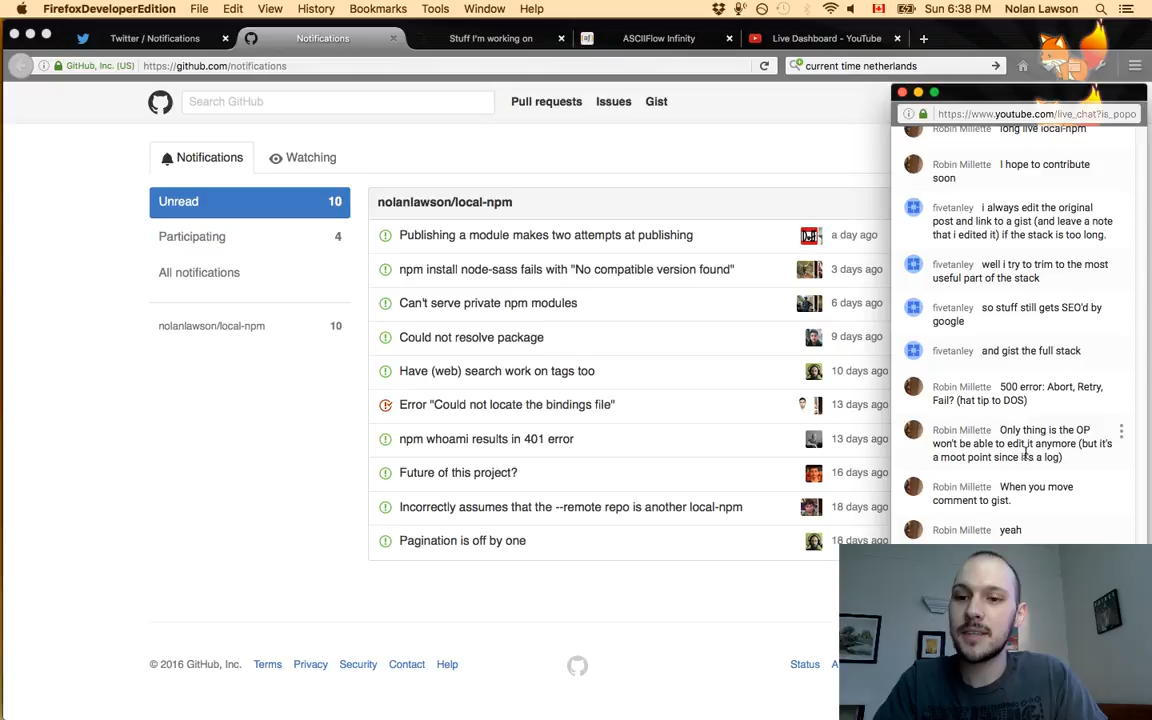 FirefoxDeveloperEdition File Edit View History Bookmarks Tools Window Help Sun 6:38 PM Nolan Lawson
Twitter / Notifications Notifications Stuff I'm working on af ASCIIFlow Infinity Live Dashboard - YouTube
GitHub, Inc. (US) https://github.com/notifications current time netherlands
Search GitHub Pull requests Issues Gist
Notifications Watching
Unread 10
Participating 4
All notifications
nolanlawson/local-npm 10
nolanlawson/local-npm
Publishing a module makes two attempts at publishing a day ago
npm install node-sass fails with "No compatible version found" 3 days ago
Can't serve private npm modules 6 days ago
Could not resolve package 9 days ago
Have (web) search work on tags too 10 days ago
Error "Could not locate the bindings file" 13 days ago
npm whoami results in 401 error 13 days ago
Future of this project? 16 days ago
Incorrectly assumes that the --remote repo is another local-npm 18 days ago
Pagination is off by one 18 days ago
© 2016 GitHub, Inc. Terms Privacy Security Contact Help Status A
https://www.youtube.com/live_chat?is_popo
Robin Millette long live local-npm
Robin Millette I hope to contribute
soon
fivetanley i always edit the original
post and link to a gist (and leave a note
that i edited it) if the stack is too long.
fivetanley well i try to trim to the most
useful part of the stack
fivetanley so stuff still gets SEO'd by
google
fivetanley and gist the full stack
Robin Millette 500 error: Abort, Retry,
Fail? (hat tip to DOS)
Robin Millette Only thing is the OP
won't be able to edit it anymore (but it's
a moot point since it's a log)
Robin Millette When you move
comment to gist.
Robin Millette yeah